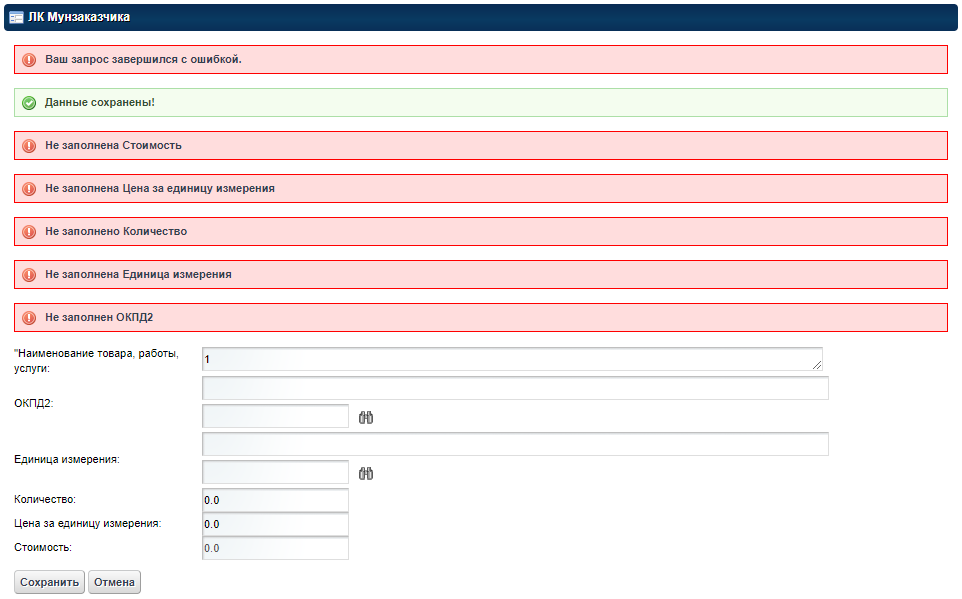 ЛК Мунзаказчика
Ваш запрос завершился с ошибкой.
Данные сохранены!
Не заполнена Стоимость
Не заполнена Цена за единицу измерения
Не заполнено Количество
Не заполнена Единица измерения
Не заполнен ОКПД2
"Наименование товара, работы,
услуги:
1
ОКПД2:
Единица измерения:
Количество: 0.0
Цена за единицу измерения: 0.0
Стоимость: 0.0
Сохранить Отмена